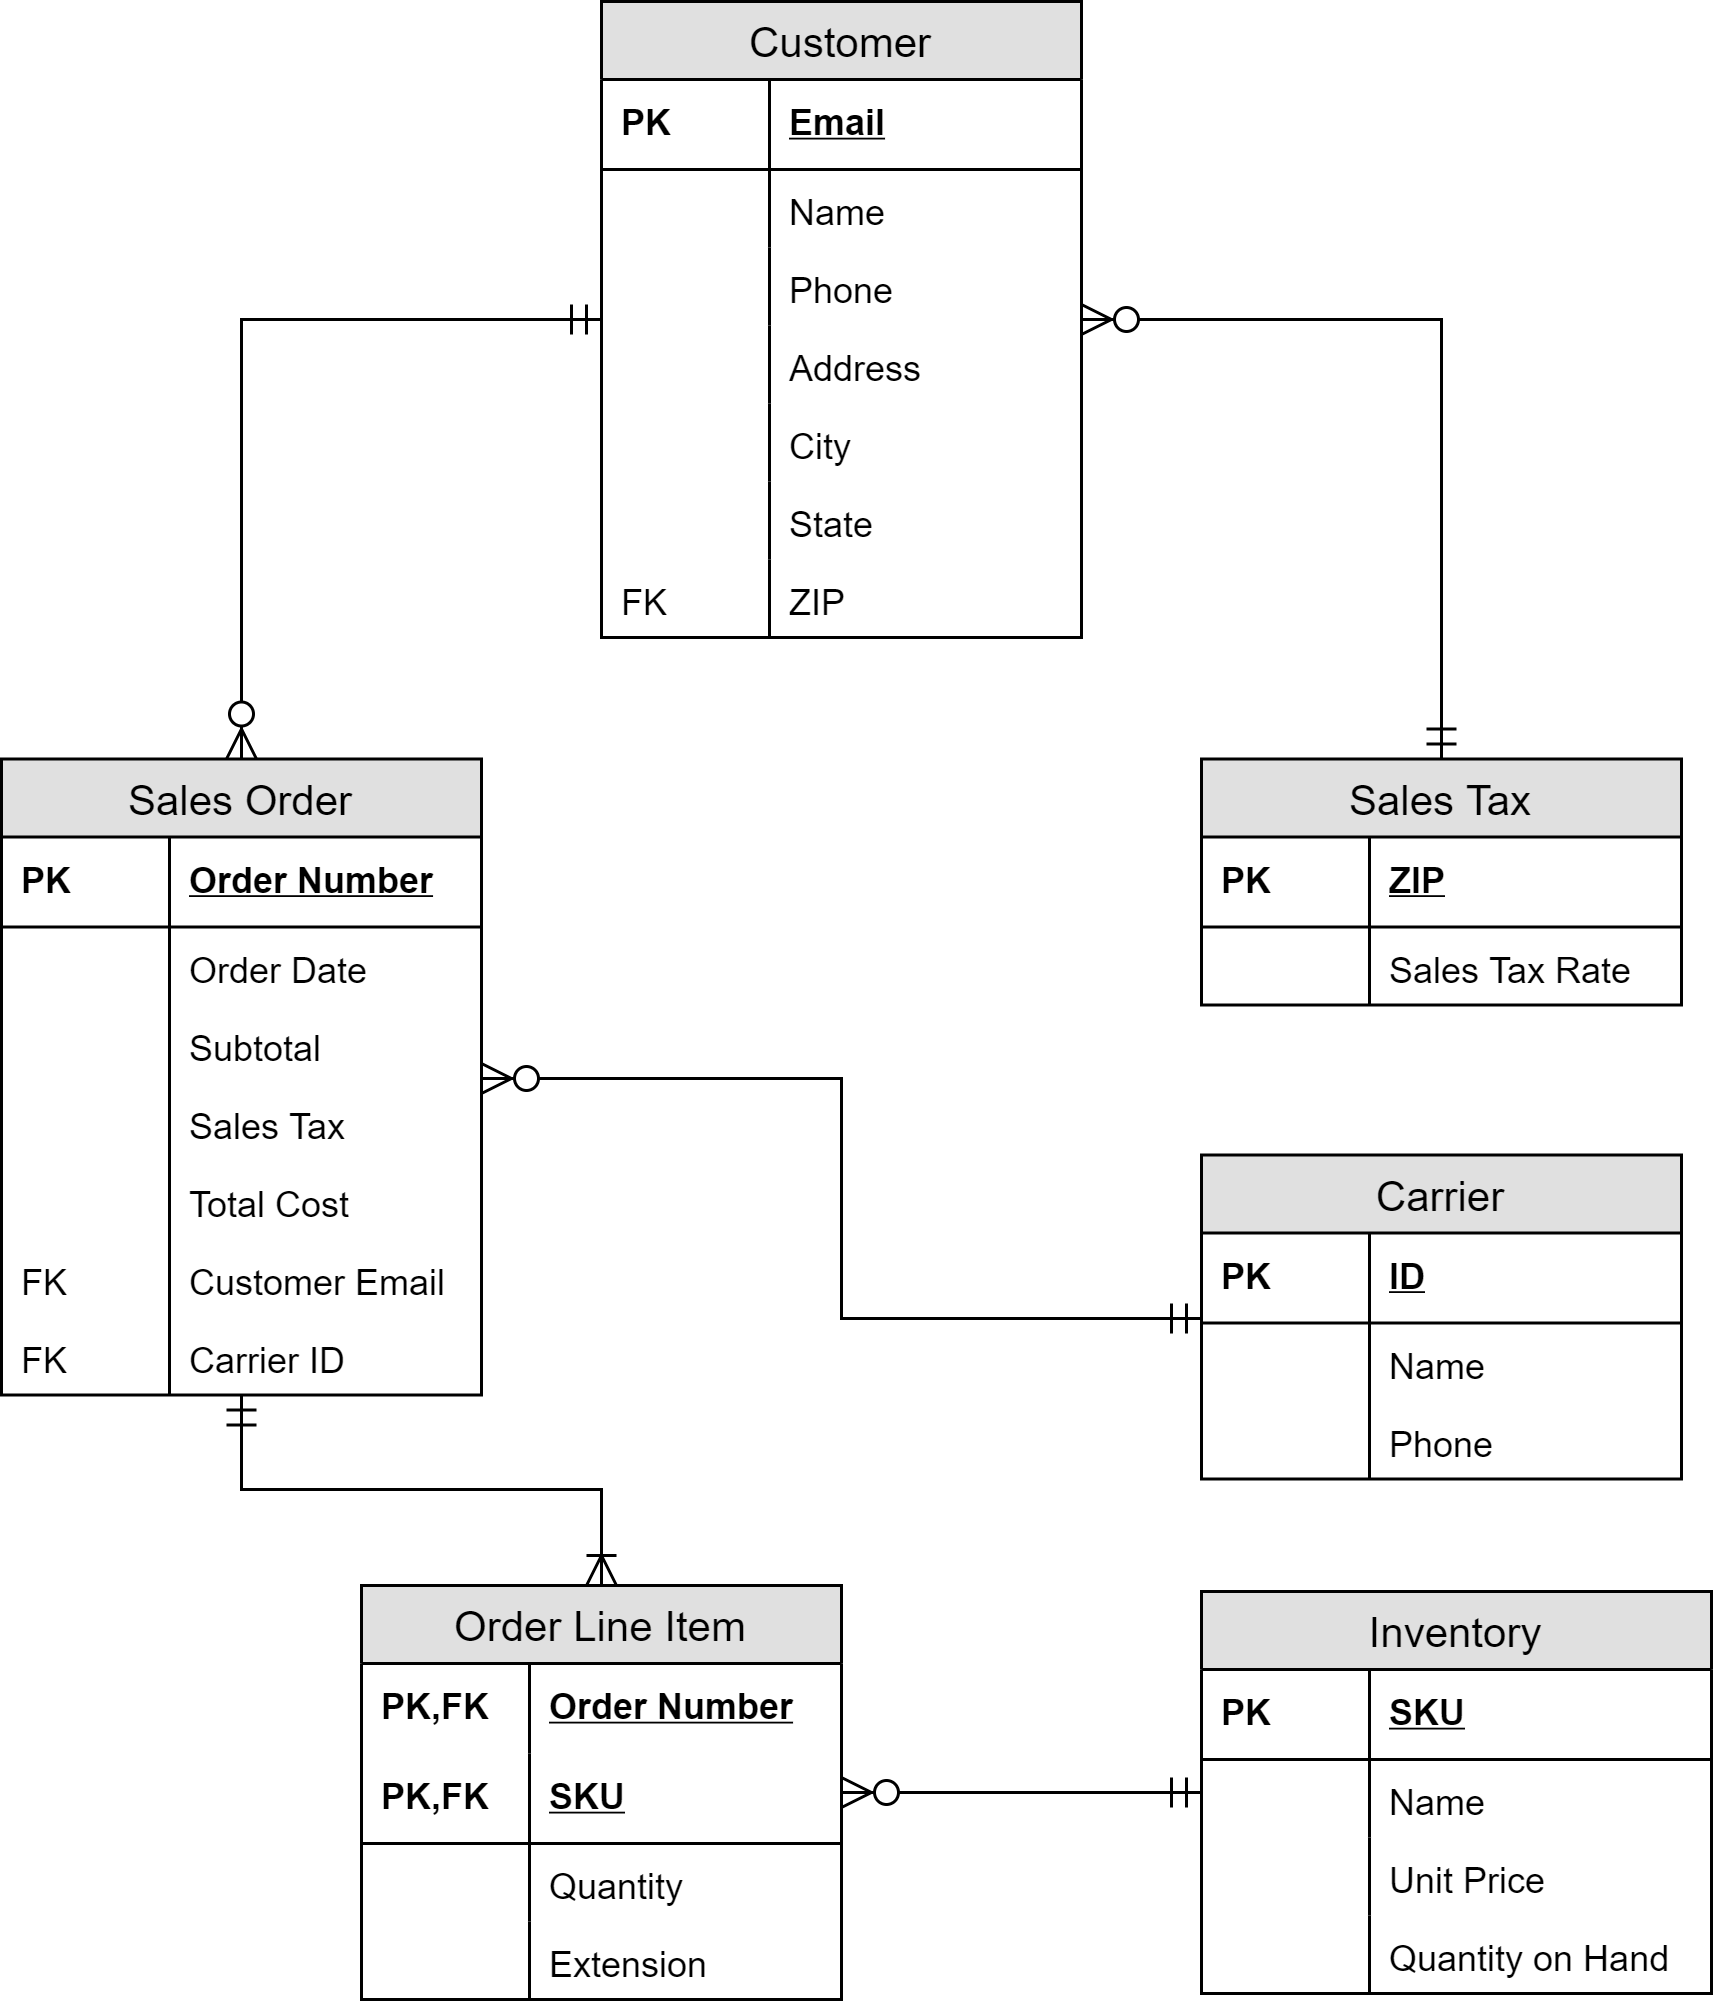 Customer
PK Email
Name
Phone
Address
City
State
FK ZIP
Sales Order
PK Order Number
Order Date
Subtotal
Sales Tax
Total Cost
FK Customer Email
FK Carrier ID
Sales Tax
PK ZIP
Sales Tax Rate
Carrier
PK ID
Name
Phone
Order Line Item
PK,FK Order Number
PK,FK SKU
Quantity
Extension
Inventory
PK SKU
Name
Unit Price
Quantity on Hand